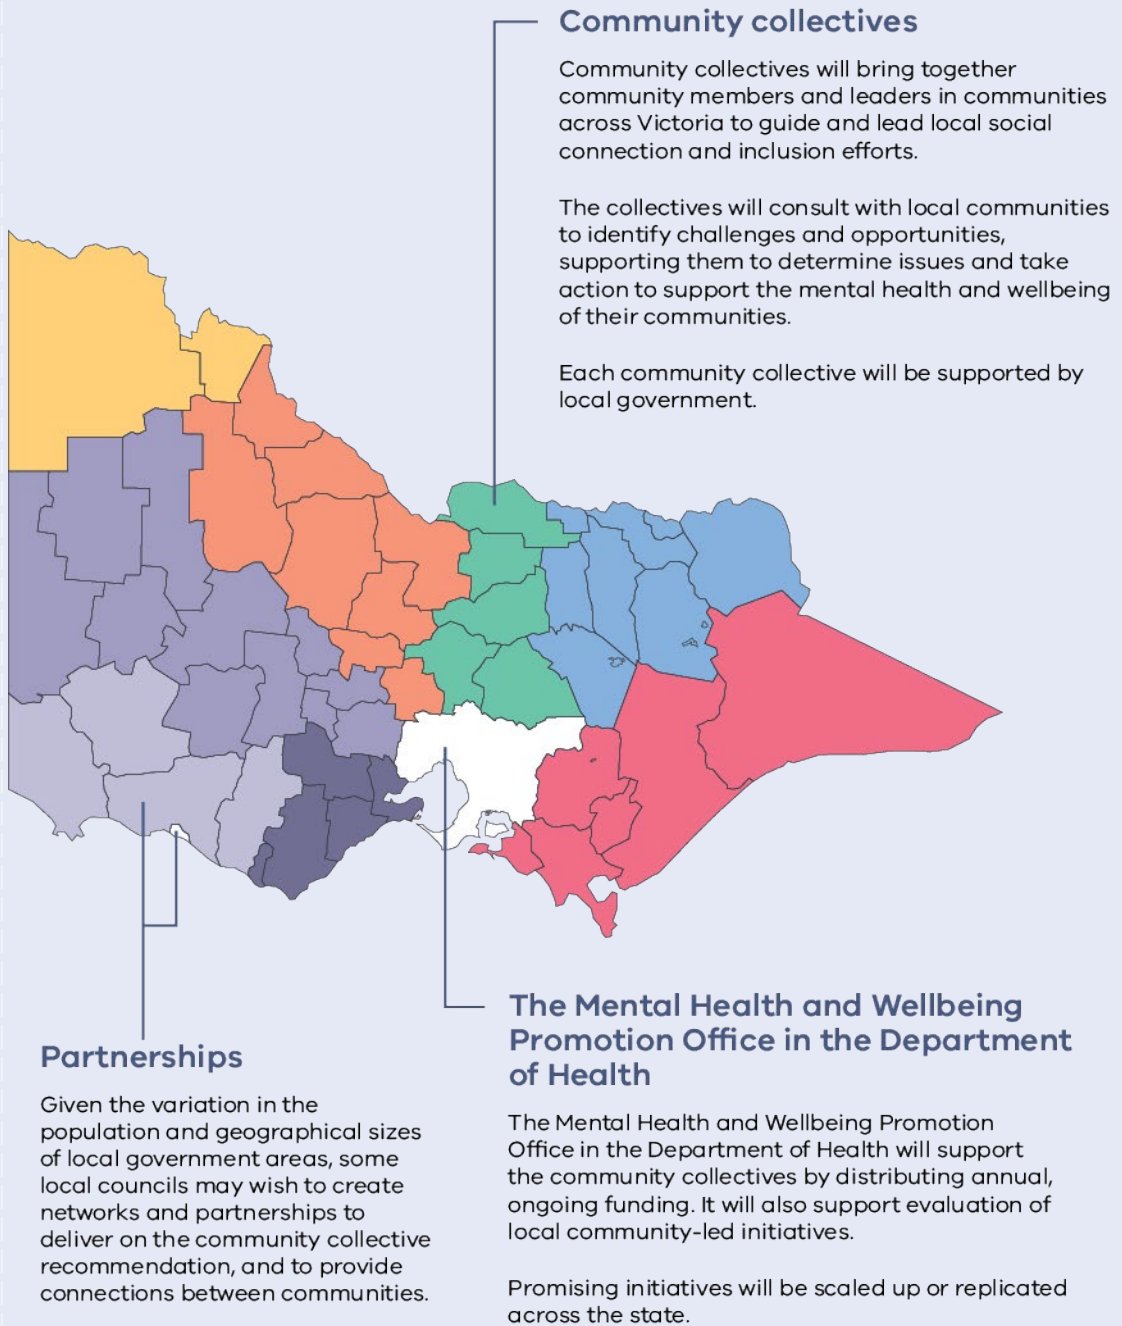 Community collectives
Community collectives will bring together
community members and leaders in communities
across Victoria to guide and lead local social
connection and inclusion efforts.
The collectives will consult with local communities
to identify challenges and opportunities,
supporting them to determine issues and take
action to support the mental health and wellbeing
of their communities.
Each community collective will be supported by
local government.
Partnerships
Given the variation in the
population and geographical sizes
of local government areas, some
local councils may wish to create
networks and partnerships to
deliver on the community collective
recommendation, and to provide
connections between communities.
The Mental Health and Wellbeing
Promotion Office in the Department
of Health
The Mental Health and Wellbeing Promotion
Office in the Department of Health will support
the community collectives by distributing annual,
ongoing funding. It will also support evaluation of
local community-led initiatives.
Promising initiatives will be scaled up or replicated
across the state.